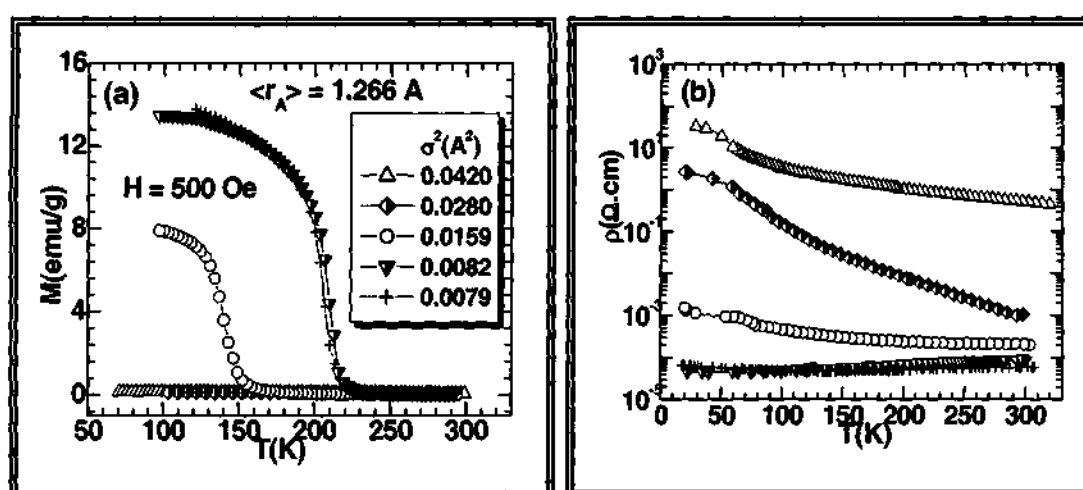 (a)
<r_A> = 1.266 A
H = 500 Oe
σ²(A²)
0.0420
0.0280
0.0159
0.0082
0.0079
16
12
8
4
0
M(emu/g)
50 100 150 200 250 300
T(K)
(b)
10³
10¹
10⁻¹
10⁻³
10⁻⁵
ρ(Ω.cm)
0 50 100 150 200 250 300
T(K)